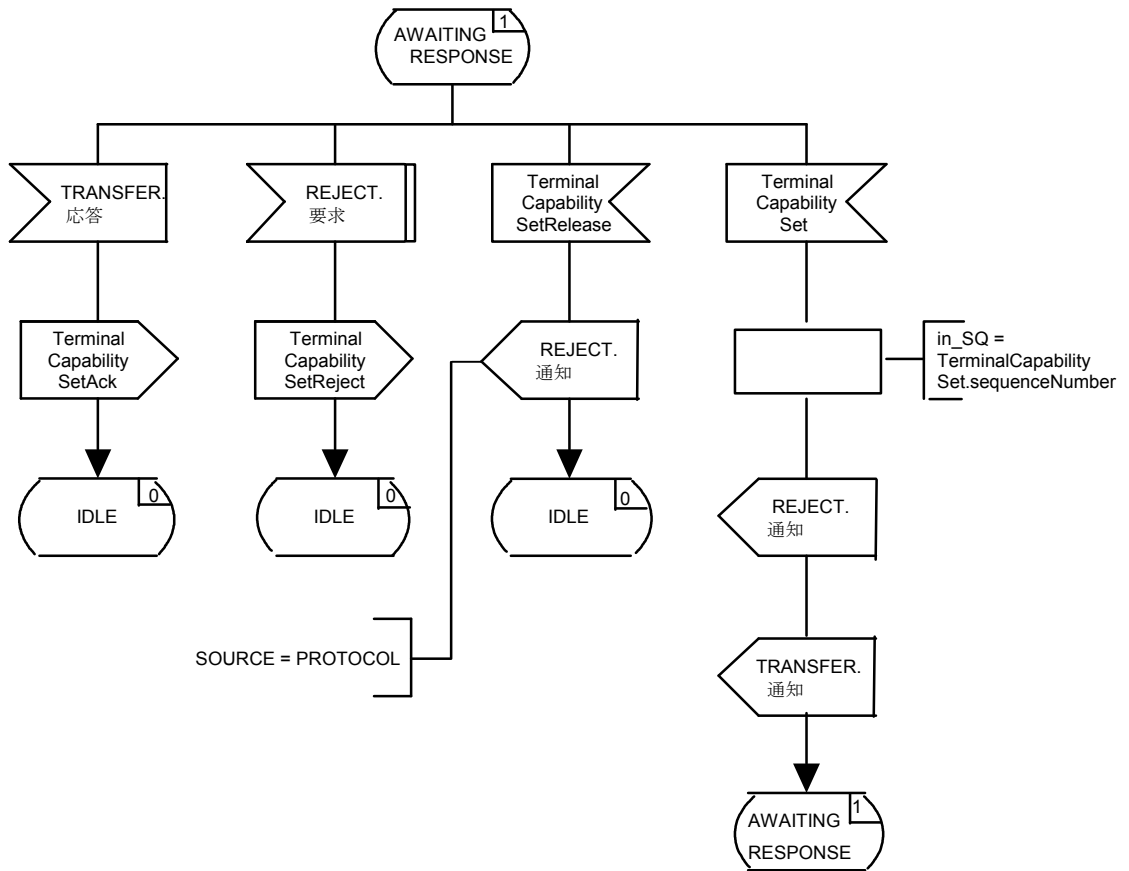 AWAITING
RESPONSE
1
TRANSFER.
応答
REJECT.
要求
Terminal
Capability
SetRelease
Terminal
Capability
Set
Terminal
Capability
SetAck
Terminal
Capability
SetReject
REJECT.
通知
in_SQ =
TerminalCapability
Set.sequenceNumber
IDLE
0
IDLE
0
IDLE
0
REJECT.
通知
SOURCE = PROTOCOL
TRANSFER.
通知
AWAITING
RESPONSE
1